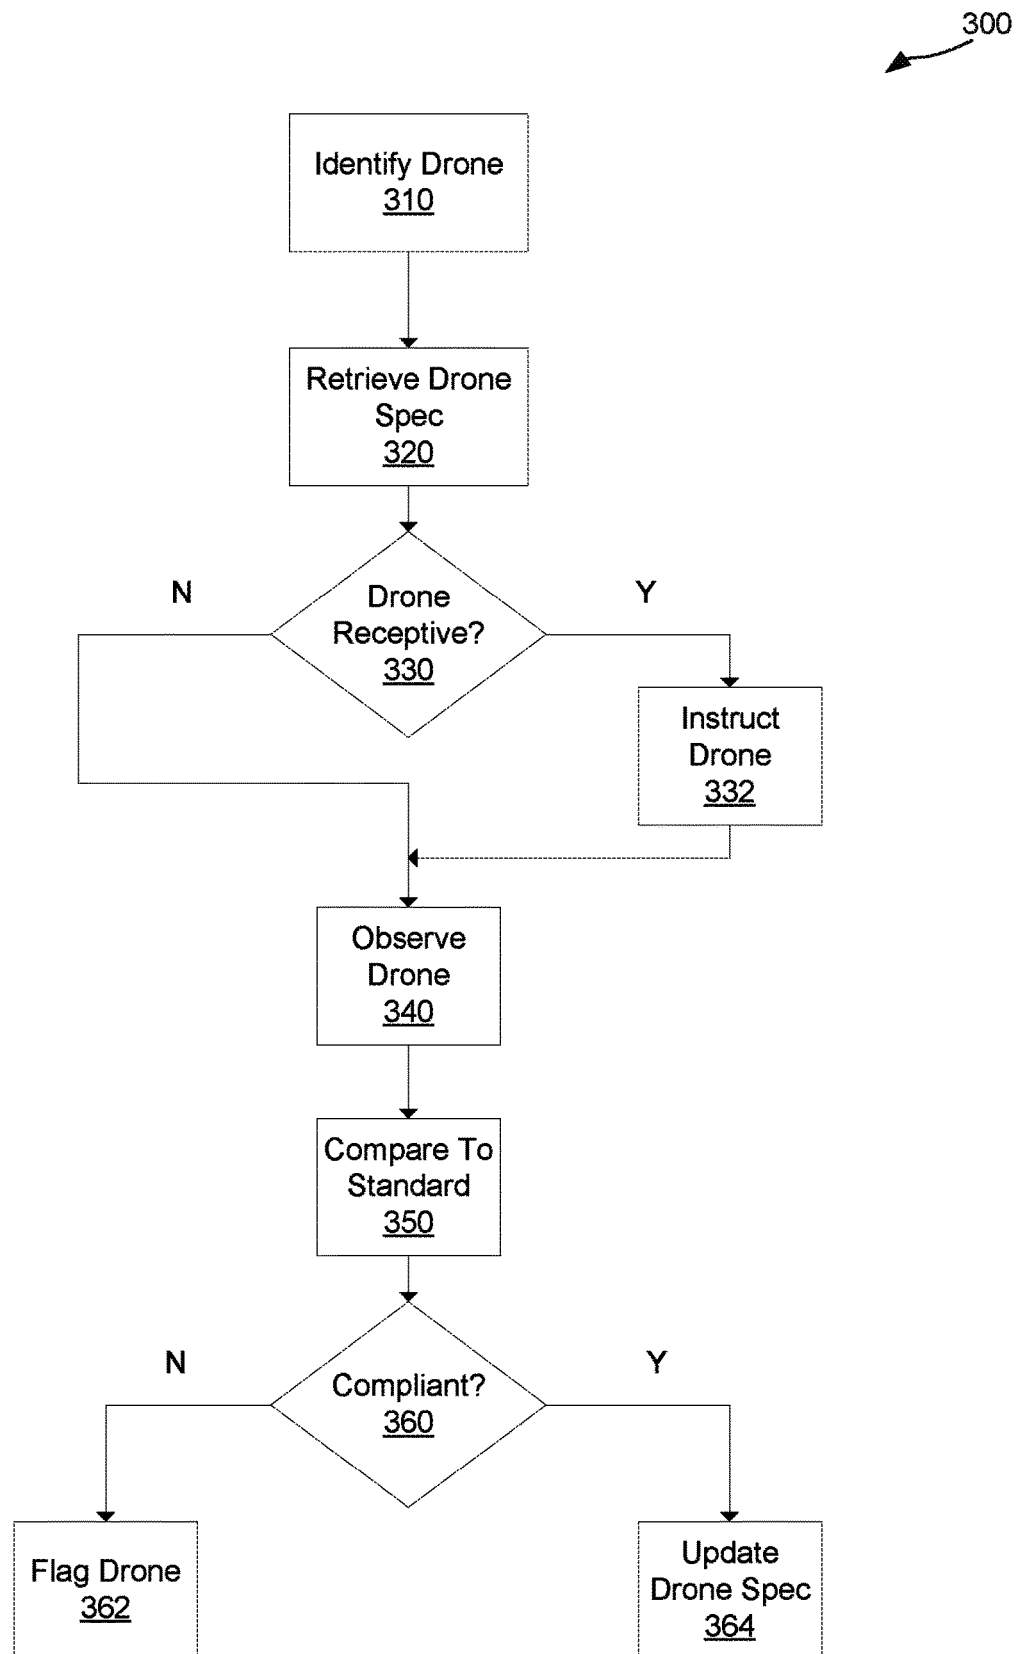 300
Identify Drone
310
Retrieve Drone
Spec
320
N
Y
Drone
Receptive?
330
Instruct
Drone
332
Observe
Drone
340
Compare To
Standard
350
N
Y
Compliant?
360
Flag Drone
362
Update
Drone Spec
364